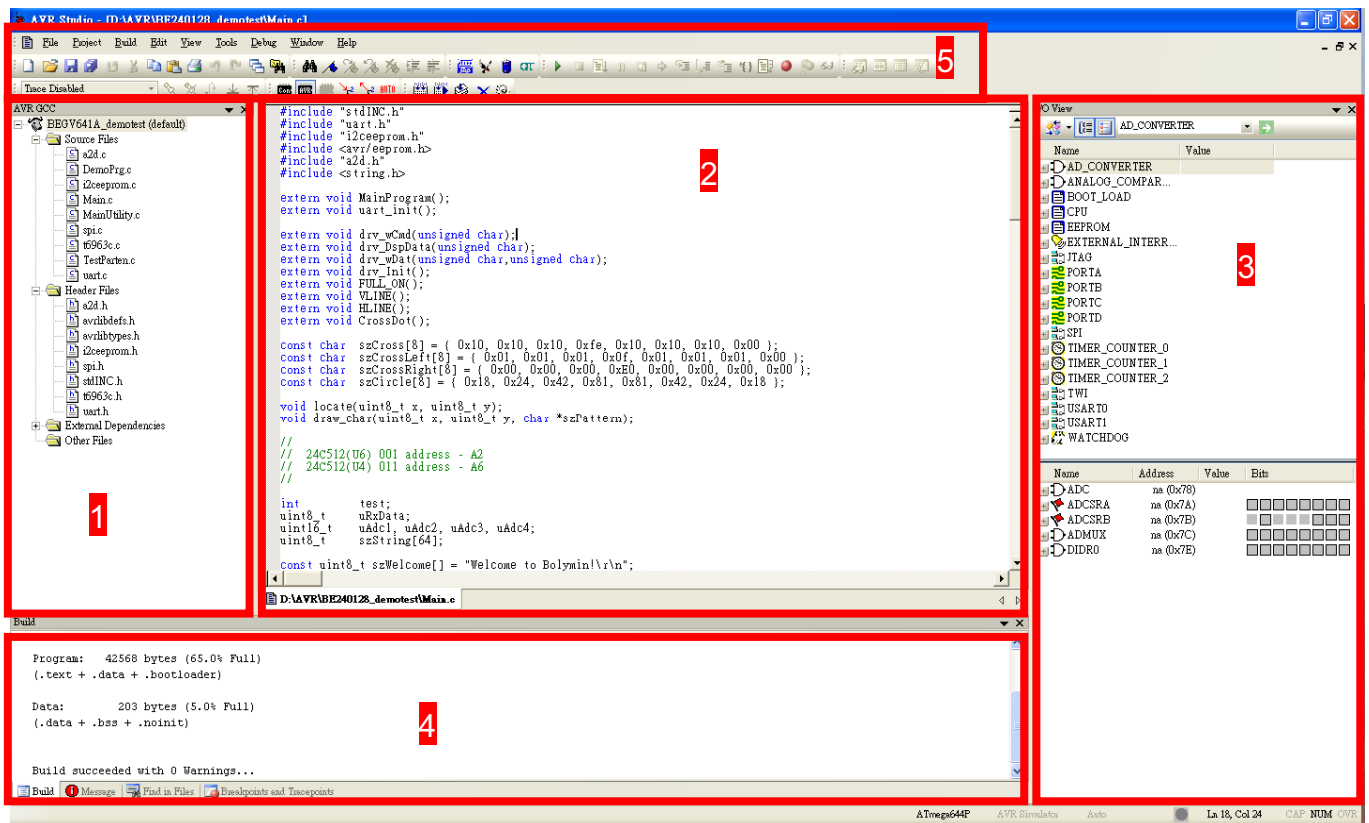 AVR Studio - [D:\AVR\BE240128_demotest\Main.c]
File Project Build Edit View Tools Debug Window Help
5
Trace Disabled
Con AVR AUTO
AVR GCC
BEGV641A_demotest (default)
Source Files
a2d.c
DemoPrg.c
i2ceeprom.c
Main.c
MainUtility.c
spi.c
t6963c.c
TestParten.c
uart.c
Header Files
a2d.h
avrlibdefs.h
avrlibtypes.h
i2ceeprom.h
spi.h
stdINC.h
t6963c.h
uart.h
External Dependencies
Other Files
1
#include "stdINC.h"
#include "uart.h"
#include "i2ceeprom.h"
#include <avr/eeprom.h>
#include "a2d.h"
#include <string.h>
extern void MainProgram();
extern void uart_init();
extern void drv_wCmd(unsigned char);
extern void drv_DspData(unsigned char);
extern void drv_wDat(unsigned char,unsigned char);
extern void drv_Init();
extern void FULL_ON();
extern void VLINE();
extern void HLINE();
extern void CrossDot();
const char szCross[8] = { 0x10, 0x10, 0x10, 0xfe, 0x10, 0x10, 0x10, 0x00 };
const char szCrossLeft[8] = { 0x01, 0x01, 0x01, 0x0f, 0x01, 0x01, 0x01, 0x00 };
const char szCrossRight[8] = { 0x00, 0x00, 0x00, 0xE0, 0x00, 0x00, 0x00, 0x00 };
const char szCircle[8] = { 0x18, 0x24, 0x42, 0x81, 0x81, 0x42, 0x24, 0x18 };
void locate(uint8_t x, uint8_t y);
void draw_char(uint8_t x, uint8_t y, char *szPattern);
//
// 24C512(U6) 001 address - A2
// 24C512(U4) 011 address - A6
//
int test;
uint8_t uRxData;
uint16_t uAdc1, uAdc2, uAdc3, uAdc4;
uint8_t szString[64];
const uint8_t szWelcome[] = "Welcome to Bolymin!\r\n";
2
D:\AVR\BE240128_demotest\Main.c
I/O View
AD_CONVERTER
Name Value
AD_CONVERTER
ANALOG_COMPAR...
BOOT_LOAD
CPU
EEPROM
EXTERNAL_INTERR...
JTAG
PORTA
PORTB
PORTC
PORTD
SPI
TIMER_COUNTER_0
TIMER_COUNTER_1
TIMER_COUNTER_2
TWI
USART0
USART1
WATCHDOG
3
Name Address Value Bits
ADC na (0x78)
ADCSRA na (0x7A)
ADCSRB na (0x7B)
ADMUX na (0x7C)
DIDR0 na (0x7E)
Build
Program: 42568 bytes (65.0% Full)
(.text + .data + .bootloader)
Data: 203 bytes (5.0% Full)
(.data + .bss + .noinit)
Build succeeded with 0 Warnings...
4
Build Message Find in Files Breakpoints and Tracepoints
ATmega644P AVR Simulator Auto Ln 18, Col 24 CAP NUM OVR